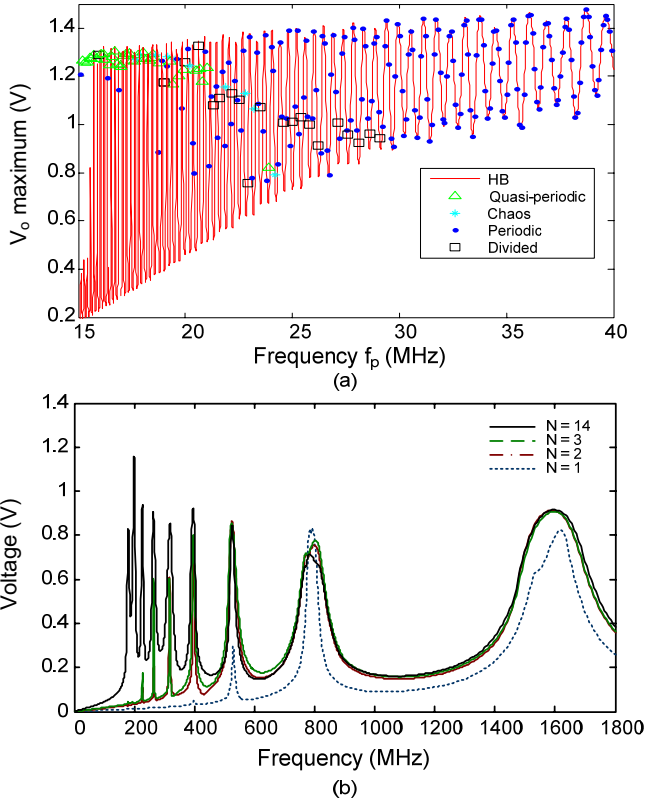 1.4
1.2
1
0.8
0.6
0.4
0.2
Vo maximum (V)
HB
Quasi-periodic
Chaos
Periodic
Divided
15 20 25 30 35 40
Frequency fp (MHz)
(a)
1.4
1.2
1
0.8
0.6
0.4
0.2
0
Voltage (V)
N = 14
N = 3
N = 2
N = 1
0 200 400 600 800 1000 1200 1400 1600 1800
Frequency (MHz)
(b)